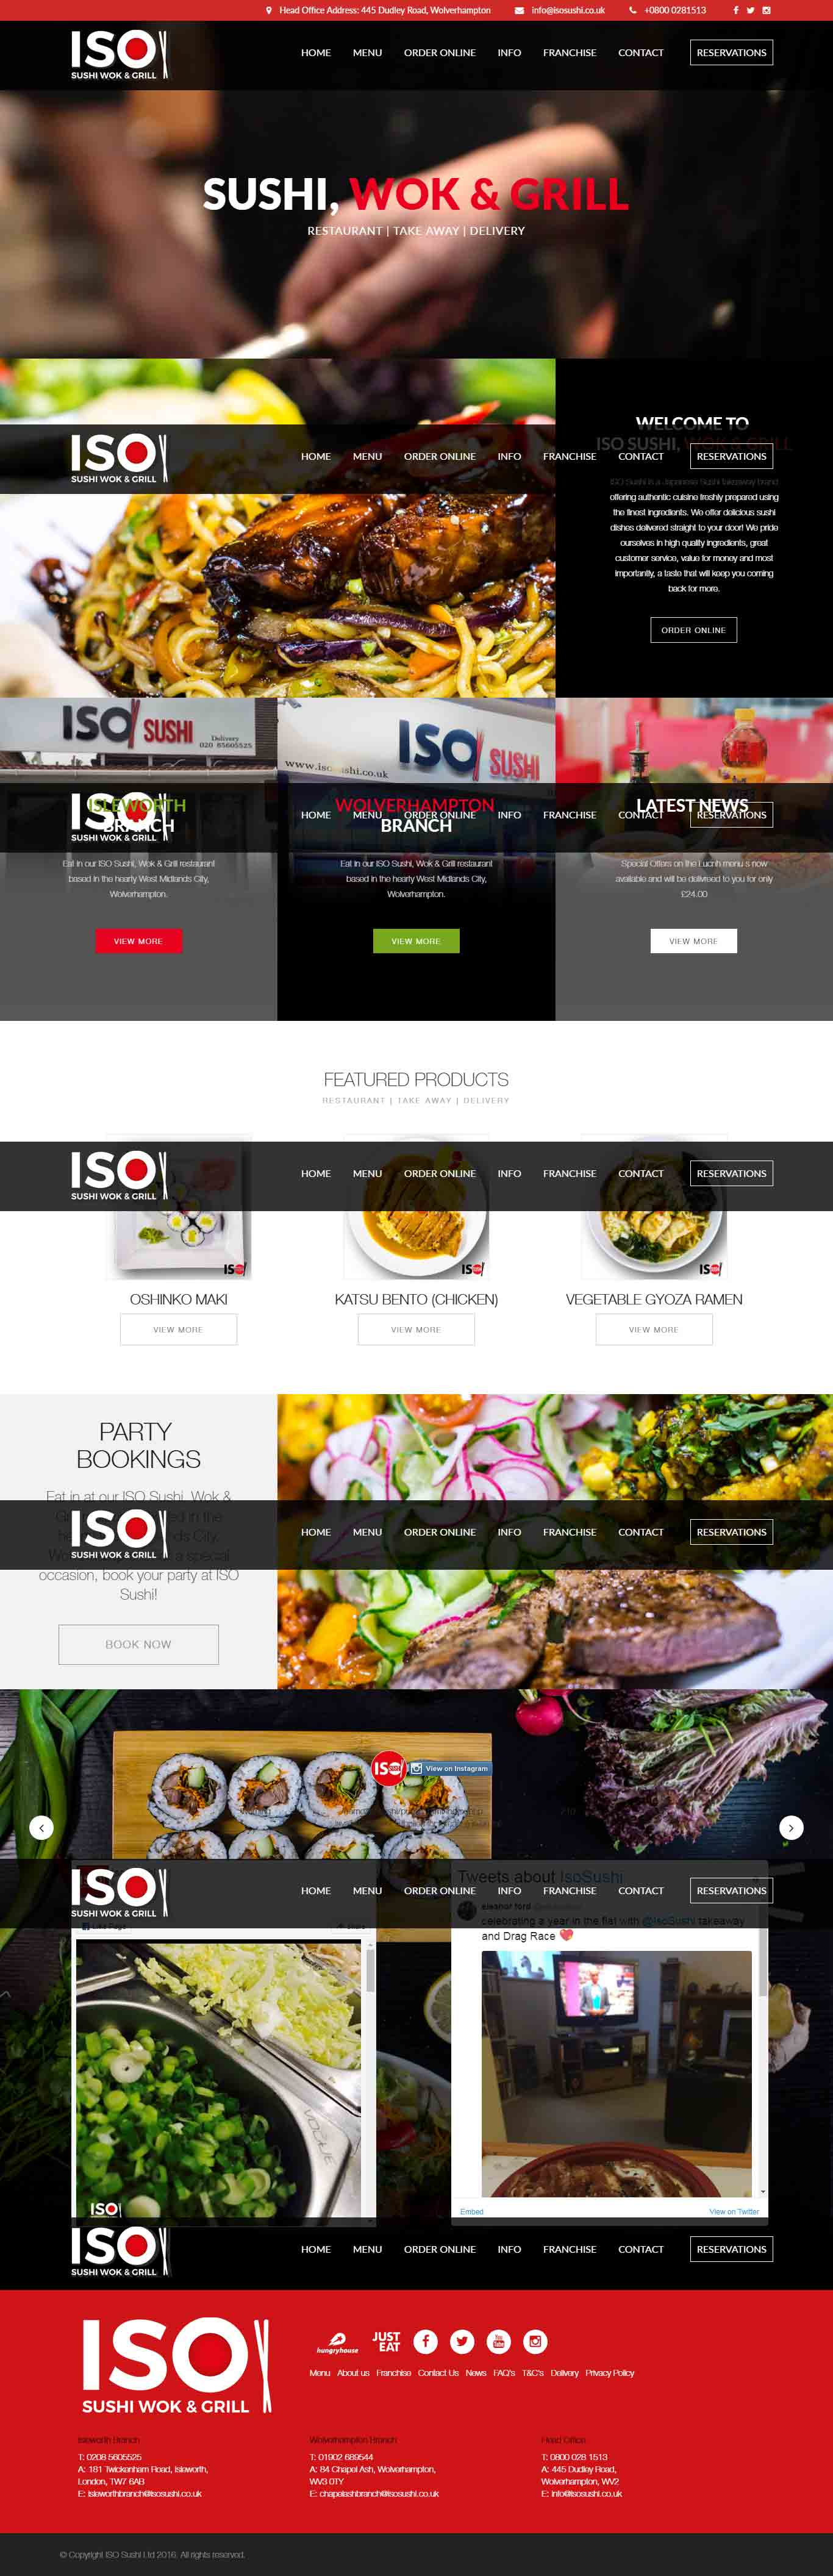 Head Office Address: 445 Dudley Road, Wolverhampton info@isosushi.co.uk +0800 0281513
ISO
SUSHI WOK & GRILL
HOME MENU ORDER ONLINE INFO FRANCHISE CONTACT RESERVATIONS
SUSHI, WOK & GRILL
RESTAURANT | TAKE AWAY | DELIVERY
WELCOME TO
ISO SUSHI, WOK & GRILL
ISO
SUSHI WOK & GRILL
HOME MENU ORDER ONLINE INFO FRANCHISE CONTACT RESERVATIONS
ISO Sushi is a Japanese Sushi takeaway brand
offering authentic cuisine freshly prepared using
the finest ingredients. We offer delicious sushi
dishes delivered straight to your door! We pride
ourselves in high quality ingredients, great
customer service, value for money and most
importantly, a taste that will keep you coming
back for more.
ORDER ONLINE
ISO SUSHI
Delivery
020 85605525
www.isosushi.co.uk
ISO SUSHI
ISLEWORTH
BRANCH
WOLVERHAMPTON
BRANCH
LATEST NEWS
ISO
SUSHI WOK & GRILL
HOME MENU ORDER ONLINE INFO FRANCHISE CONTACT RESERVATIONS
Eat in our ISO Sushi, Wok & Grill restaurant
based in the hearty West Midlands City,
Wolverhampton.
VIEW MORE
Eat in our ISO Sushi, Wok & Grill restaurant
based in the hearty West Midlands City,
Wolverhampton.
VIEW MORE
Special Offers on the Lucnh menu s now
available and will be delivreed to you for only
£24.00
VIEW MORE
FEATURED PRODUCTS
RESTAURANT | TAKE AWAY | DELIVERY
ISO
SUSHI WOK & GRILL
HOME MENU ORDER ONLINE INFO FRANCHISE CONTACT RESERVATIONS
ISO
ISO
ISO
OSHINKO MAKI
VIEW MORE
KATSU BENTO (CHICKEN)
VIEW MORE
VEGETABLE GYOZA RAMEN
VIEW MORE
PARTY
BOOKINGS
Eat in at our ISO Sushi, Wok &
ISO
SUSHI WOK & GRILL
HOME MENU ORDER ONLINE INFO FRANCHISE CONTACT RESERVATIONS
a special
occasion, book your party at ISO
Sushi!
BOOK NOW
ISO
View on Instagram
ISO
SUSHI WOK & GRILL
HOME MENU ORDER ONLINE INFO FRANCHISE CONTACT RESERVATIONS
Tweets about IsoSushi
eleanor ford
celebrating a year in the flat with @IsoSushi takeaway
and Drag Race
VOGUE
ISO
Embed View on Twitter
ISO
SUSHI WOK & GRILL
HOME MENU ORDER ONLINE INFO FRANCHISE CONTACT RESERVATIONS
ISO
SUSHI WOK & GRILL
hungryhouse
JUST
EAT
You
Tube
Menu About us Franchise Contact Us News FAQ's T&C's Delivery Privacy Policy
Isleworth Branch
T: 0208 5605525
A: 181 Twickenham Road, Isleworth,
London, TW7 6AB
E: isleworthbranch@isosushi.co.uk
Wolverhampton Branch
T: 01902 689544
A: 84 Chapel Ash, Wolverhampton,
WV3 0TY
E: chapelashbranch@isosushi.co.uk
Head Office
T: 0800 028 1513
A: 445 Dudley Road,
Wolverhampton, WV2
E: info@isosushi.co.uk
© Copyright ISO Sushi Ltd 2016. All rights reserved.